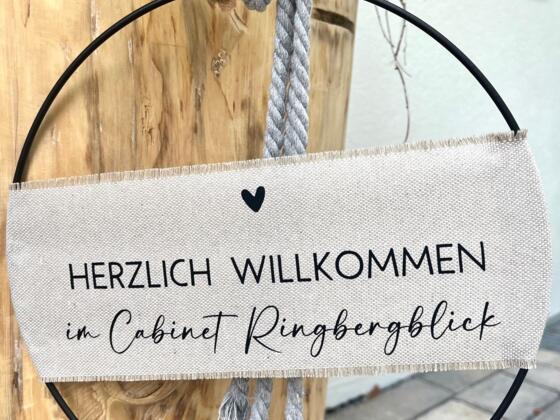 HERZLICH WILLKOMMEN
im Cabinet Ringbergblick